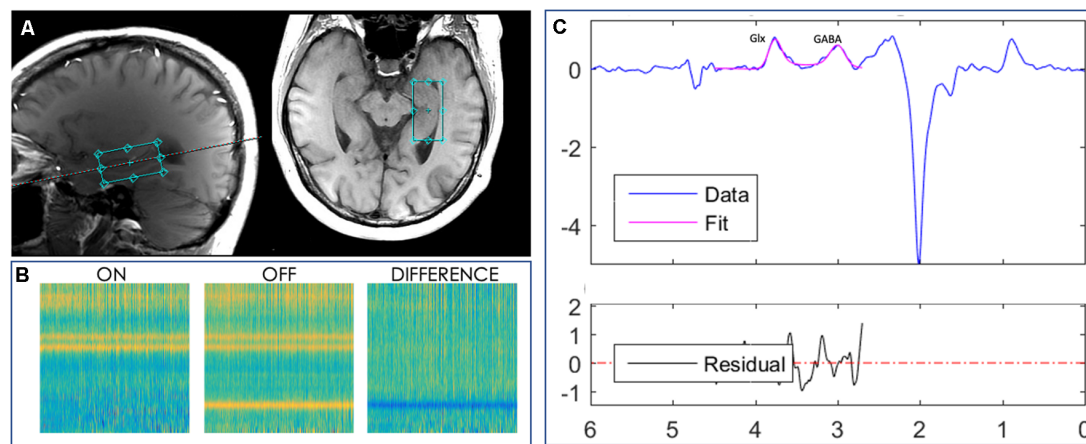 A
B
ON OFF DIFFERENCE
C
Glx GABA
0
-2
-4
Data
Fit
2
1
0
-1
Residual
6 5 4 3 2 1 0